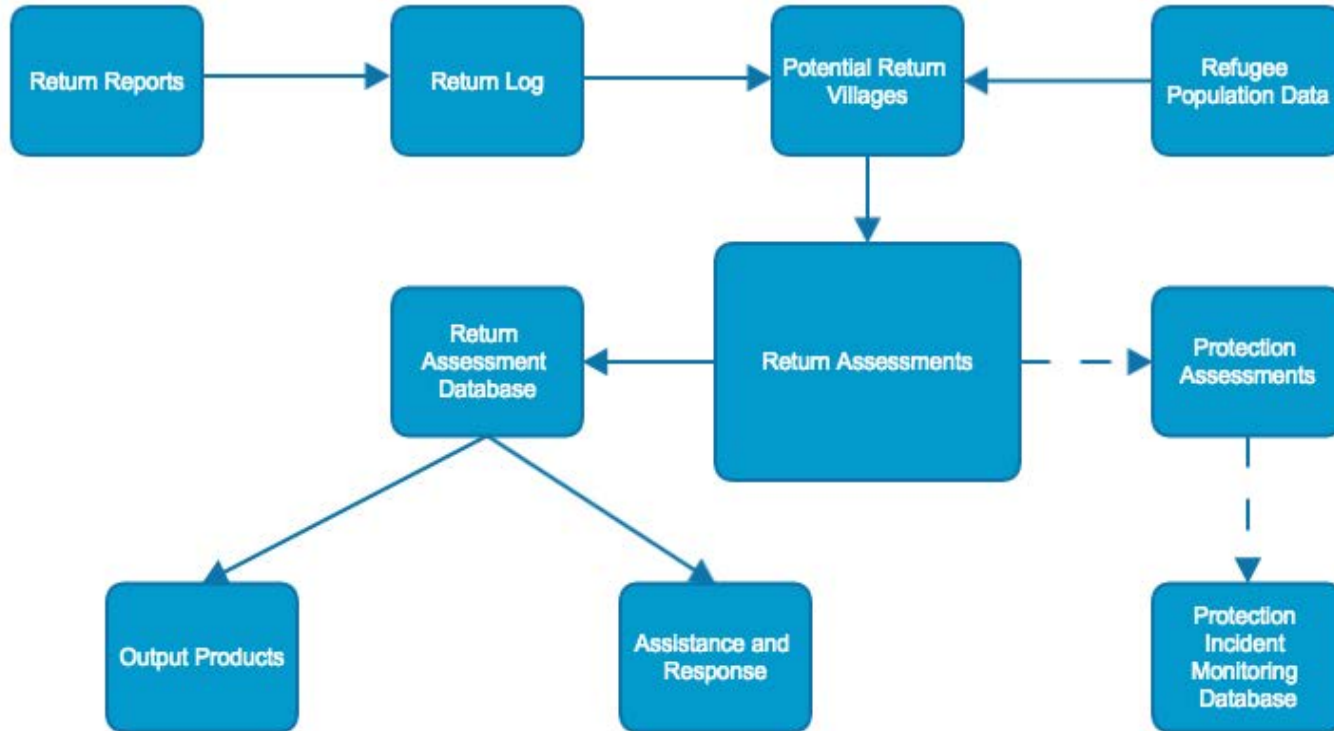 Return Reports
Return Log
Potential Return
Villages
Refugee
Population Data
Return
Assessment
Database
Return Assessments
Protection
Assessments
Output Products
Assistance and
Response
Protection
Incident
Monitoring
Database